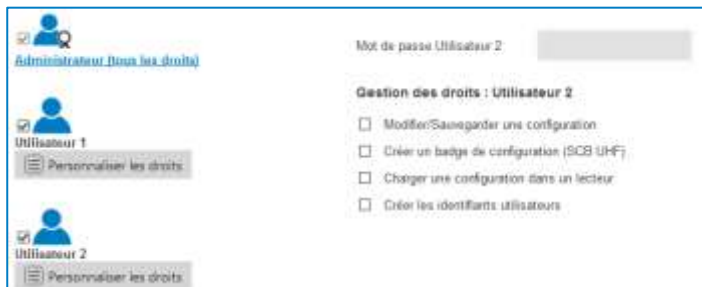 Administrateur (tous les droits)
Utilisateur 1
Personnaliser les droits
Utilisateur 2
Personnaliser les droits
Mot de passe Utilisateur 2
Gestion des droits : Utilisateur 2
Modifier/Sauvegarder une configuration
Créer un badge de configuration (SCB UHF)
Charger une configuration dans un lecteur
Créer les identifiants utilisateurs